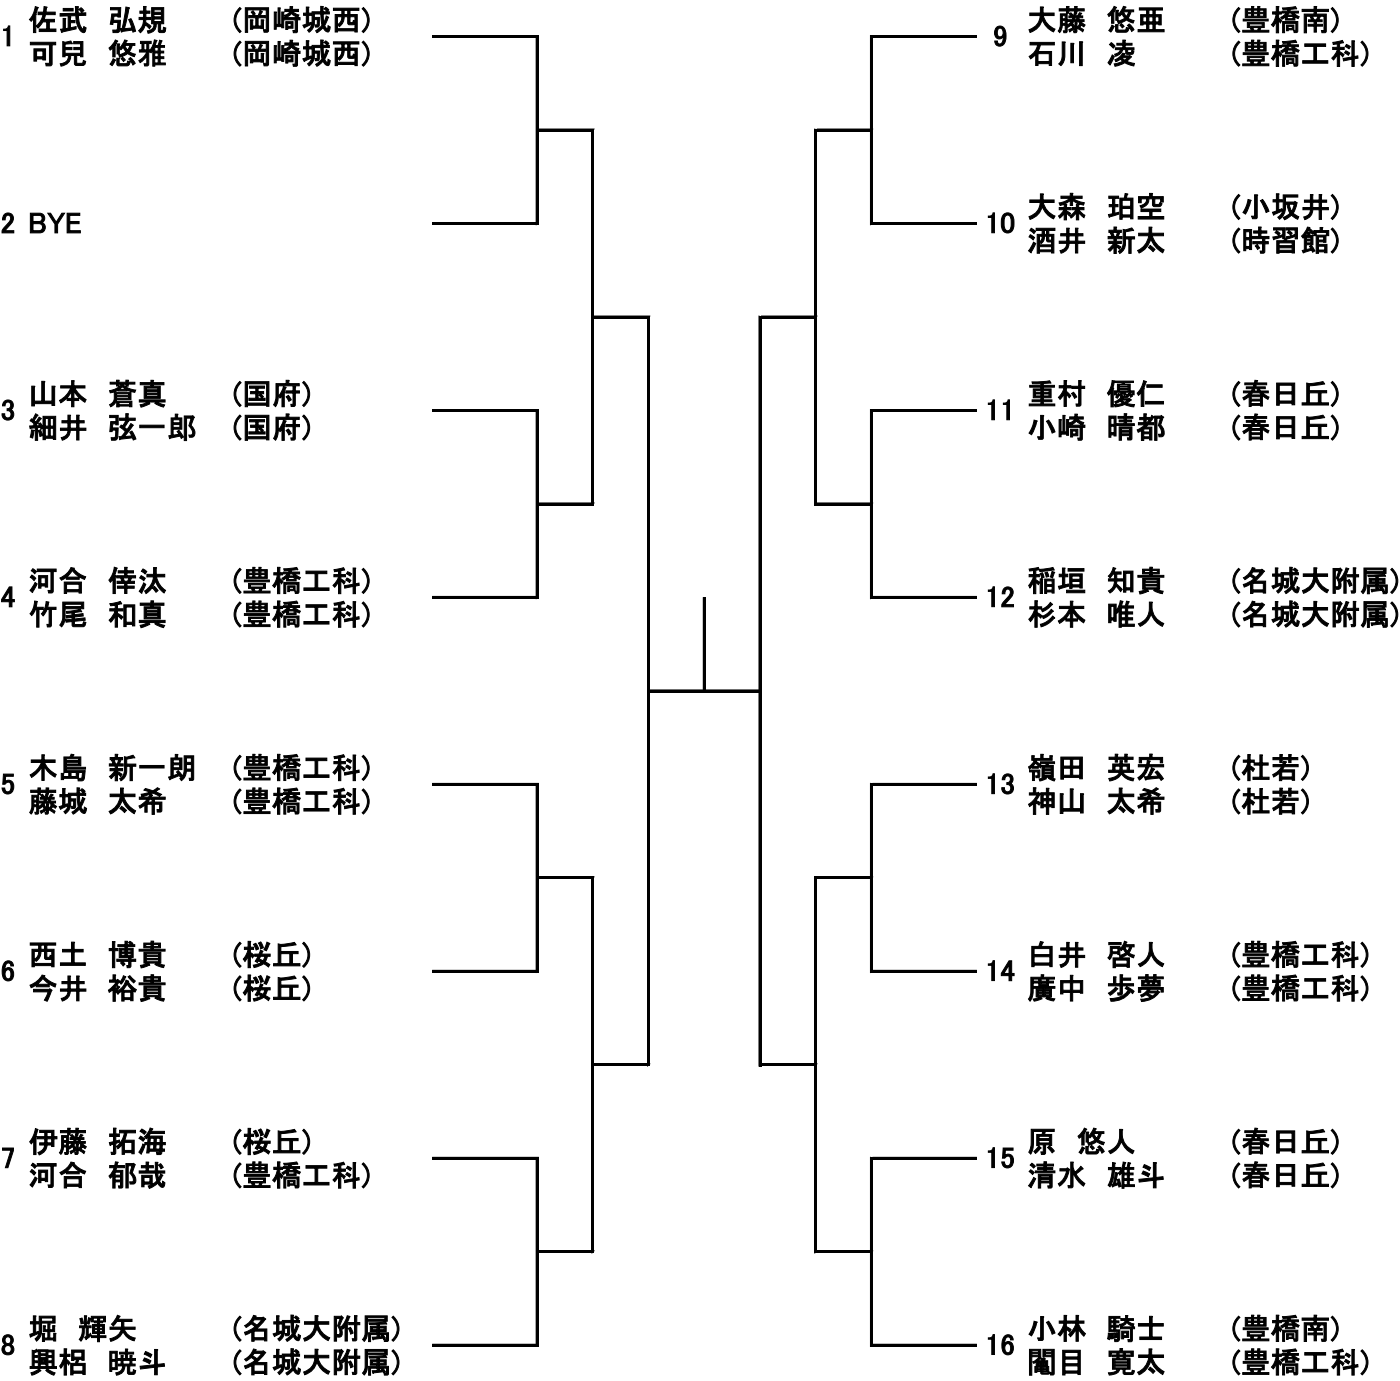 1 佐武 弘規 (岡崎城西)
可兒 悠雅 (岡崎城西)
2 BYE
3 山本 蒼真 (国府)
細井 弦一郎 (国府)
4 河合 倖汰 (豊橋工科)
竹尾 和真 (豊橋工科)
5 木島 新一朗 (豊橋工科)
藤城 太希 (豊橋工科)
6 西土 博貴 (桜丘)
今井 裕貴 (桜丘)
7 伊藤 拓海 (桜丘)
河合 郁哉 (豊橋工科)
8 堀 輝矢 (名城大附属)
興梠 暁斗 (名城大附属)
9 大藤 悠亜 (豊橋南)
石川 凌 (豊橋工科)
10 大森 珀空 (小坂井)
酒井 新太 (時習館)
11 重村 優仁 (春日丘)
小崎 晴都 (春日丘)
12 稲垣 知貴 (名城大附属)
杉本 唯人 (名城大附属)
13 嶺田 英宏 (杜若)
神山 太希 (杜若)
14 白井 啓人 (豊橋工科)
廣中 歩夢 (豊橋工科)
15 原 悠人 (春日丘)
清水 雄斗 (春日丘)
16 小林 騎士 (豊橋南)
寛太 (豊橋工科)